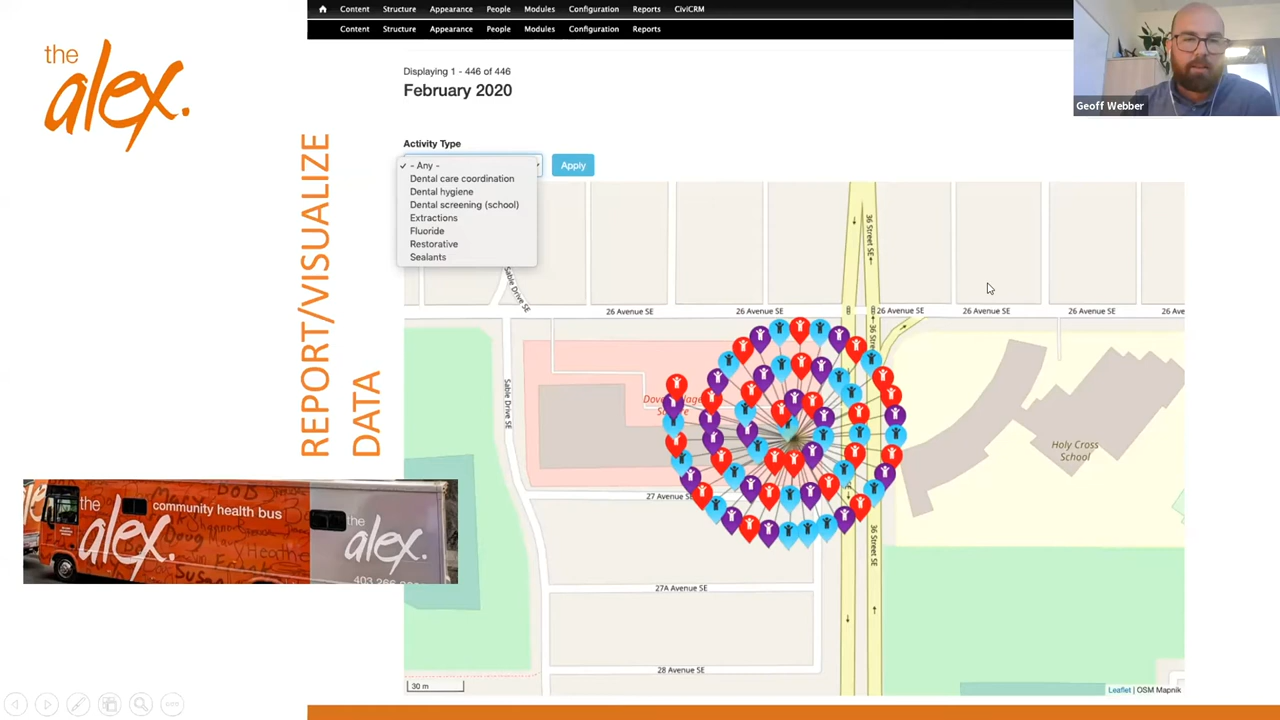 the
alex.
Content Structure Appearance People Modules Configuration Reports CiviCRM
Content Structure Appearance People Modules Configuration Reports
Geoff Webber
Displaying 1 - 446 of 446
February 2020
REPORT/VISUALIZE
DATA
Activity Type
✓ - Any -
Dental care coordination
Dental hygiene
Dental screening (school)
Extractions
Fluoride
Restorative
Sealants
Apply
36 Street SE
Sable Drive SE
26 Avenue SE
26 Avenue SE
26 Avenue SE
26 Avenue SE
26 Avenue SE
36 Street SE
Sable Drive SE
Holy Cross
School
27 Avenue SE
36 Street SE
27A Avenue SE
28 Avenue SE
30 m
Leaflet | OSM Mapnik
the
alex.
community health bus
the
alex.